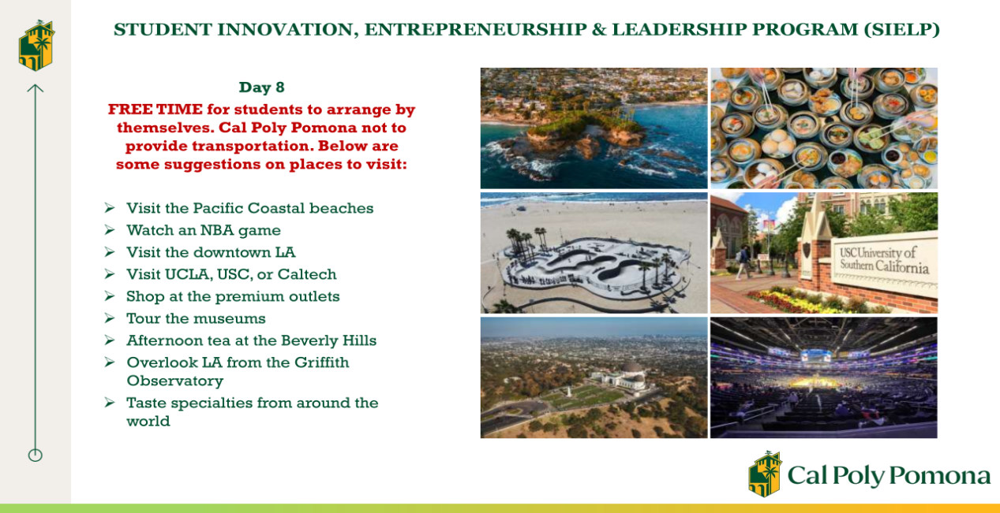 STUDENT INNOVATION, ENTREPRENEURSHIP & LEADERSHIP PROGRAM (SIELP)
Day 8
FREE TIME for students to arrange by
themselves. Cal Poly Pomona not to
provide transportation. Below are
some suggestions on places to visit:
Visit the Pacific Coastal beaches
Watch an NBA game
Visit the downtown LA
Visit UCLA, USC, or Caltech
Shop at the premium outlets
Tour the museums
Afternoon tea at the Beverly Hills
Overlook LA from the Griffith
Observatory
Taste specialties from around the
world
USC University of
Southern California
Cal Poly Pomona